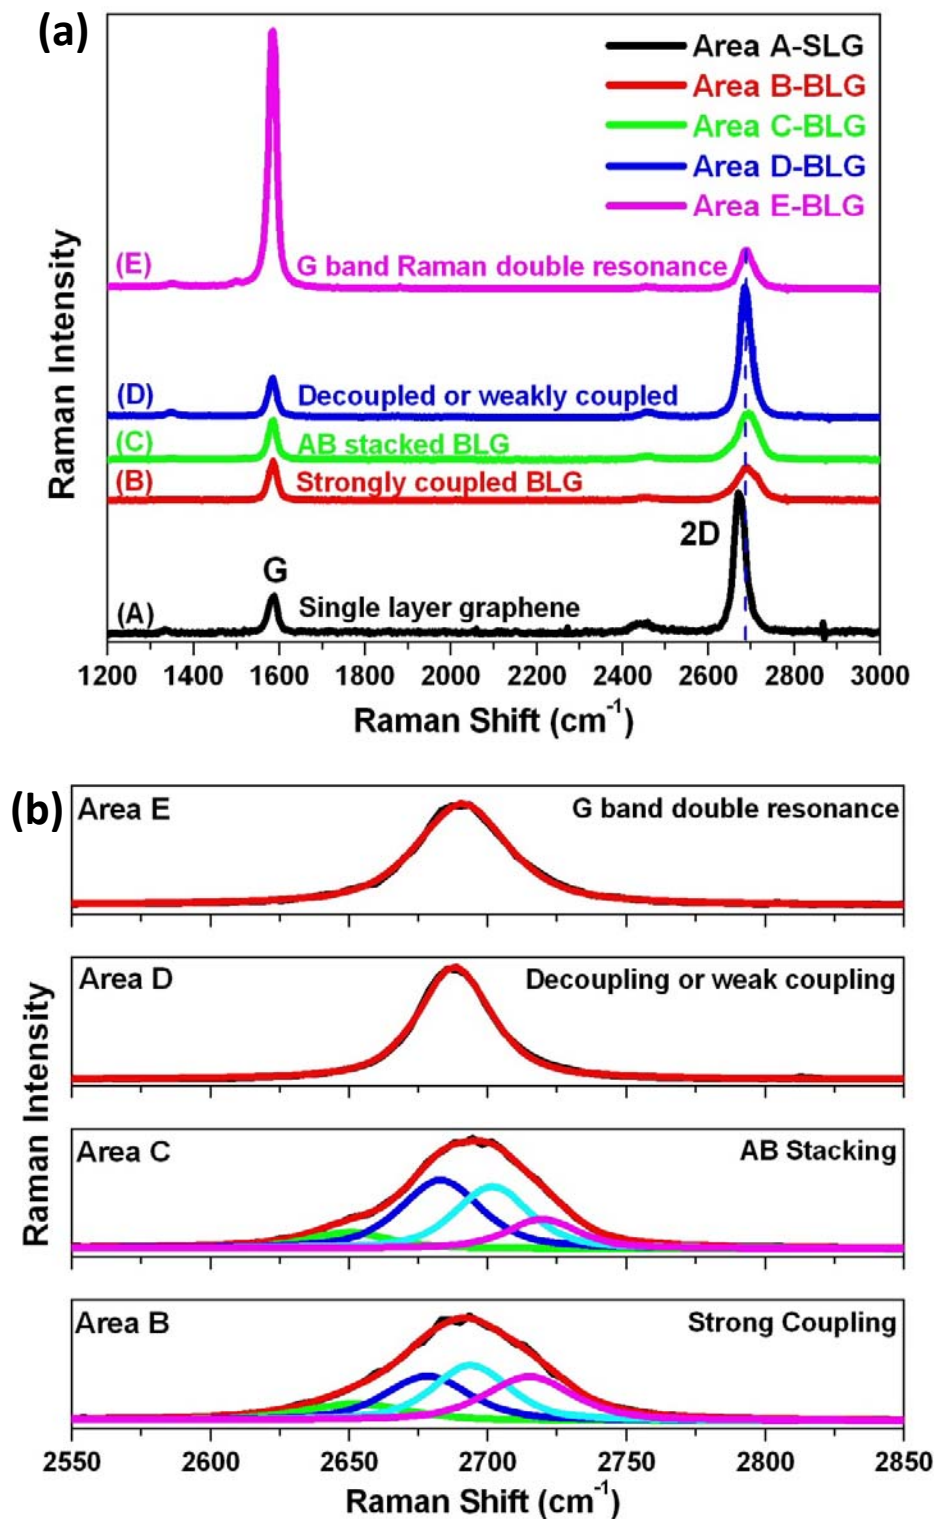 (a)
Area A-SLG
Area B-BLG
Area C-BLG
Area D-BLG
Area E-BLG
Raman Intensity
(E) G band Raman double resonance
(D) Decoupled or weakly coupled
(C) AB stacked BLG
(B) Strongly coupled BLG
2D
G
(A) Single layer graphene
1200 1400 1600 1800 2000 2200 2400 2600 2800 3000
Raman Shift (cm⁻¹)
(b)
Area E G band double resonance
Area D Decoupling or weak coupling
Raman Intensity
Area C AB Stacking
Area B Strong Coupling
2550 2600 2650 2700 2750 2800 2850
Raman Shift (cm⁻¹)